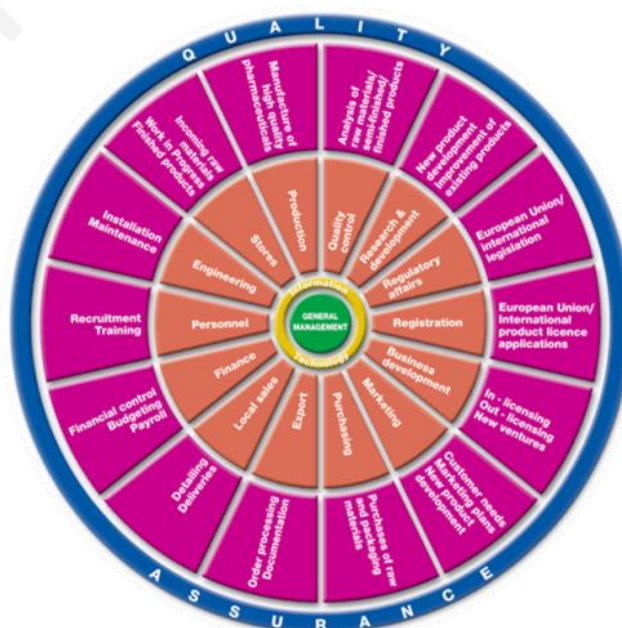 QUALITY
Manufacture of
high quality
pharmaceuticals
Analysis of
raw materials/
semi-finished/
finished products
New product
development
Improvement of
existing products
European Union/
international
legislation
European Union/
International
product licence
applications
In - licensing
Out - licensing
New ventures
Customer needs
Marketing plans
New product
development
Purchases of raw
and packaging
materials
Order processing
Documentation
Detailing
Deliveries
Financial control
Budgeting
Payroll
Recruitment
Training
Installation
Maintenance
Incoming raw
materials
Work in Progress
Finished products
Production
Quality
control
Research &
development
Regulatory
affairs
Registration
Business
development
Marketing
Purchasing
Export
Local sales
Finance
Personnel
Engineering
Stores
Information
GENERAL
MANAGEMENT
Technology
ASSURANCE